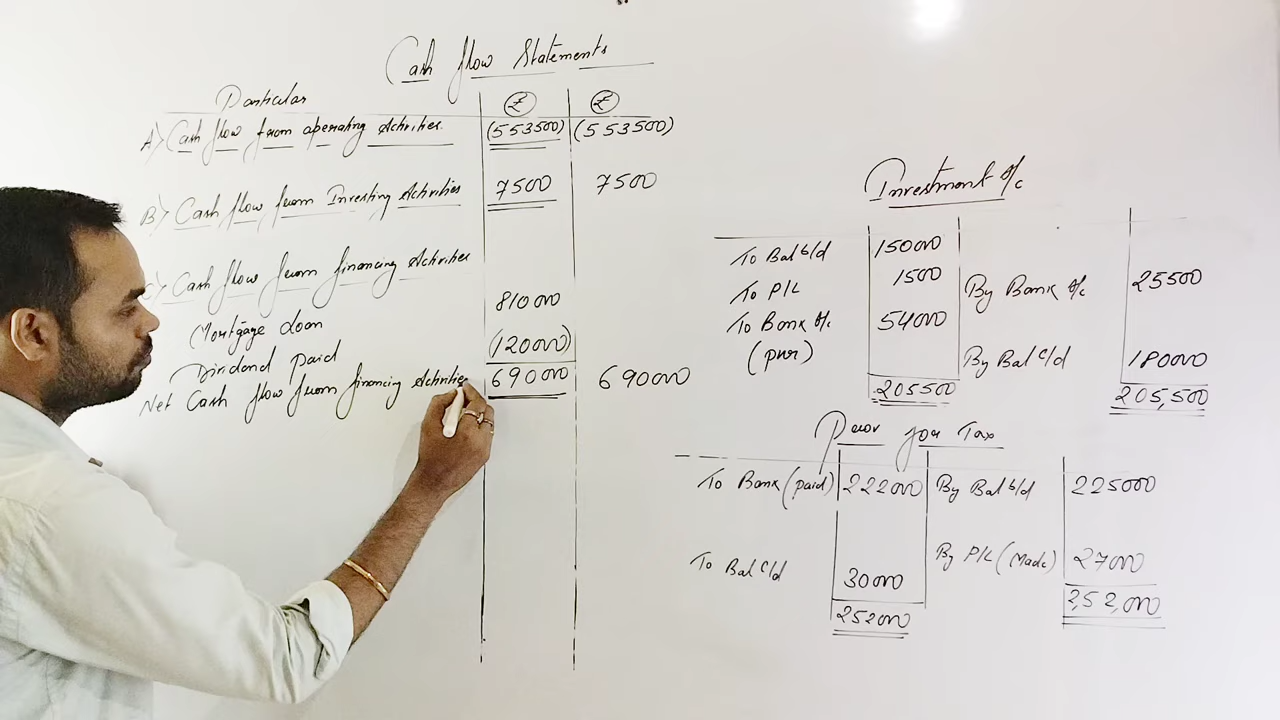 Cash flow Statements
Particular ₹ ₹
A) Cash flow from operating Activities. (553500) (553500)
B) Cash flow from Investing Activities 7500 7500
C) Cash flow from financing Activities
Mortgage loan 810000
Dividend paid (120000)
Net Cash flow from financing Activities 690000 690000
Investment A/c
To Bal b/d 150000
To P/L 1500 By Bank A/c 25500
To Bank A/c 54000
(pur) By Bal c/d 180000
205500 205,500
Prov for Tax
To Bank (paid) 222000 By Bal b/d 225000
By P/L (Made) 27000
To Bal c/d 30000
252000 252,000